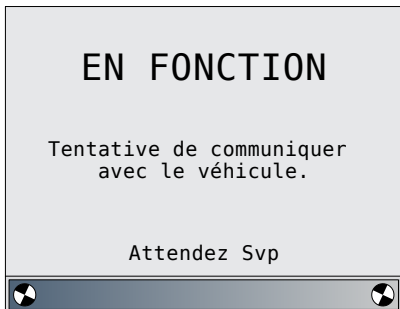 EN FONCTION
Tentative de communiquer
avec le véhicule.
Attendez Svp